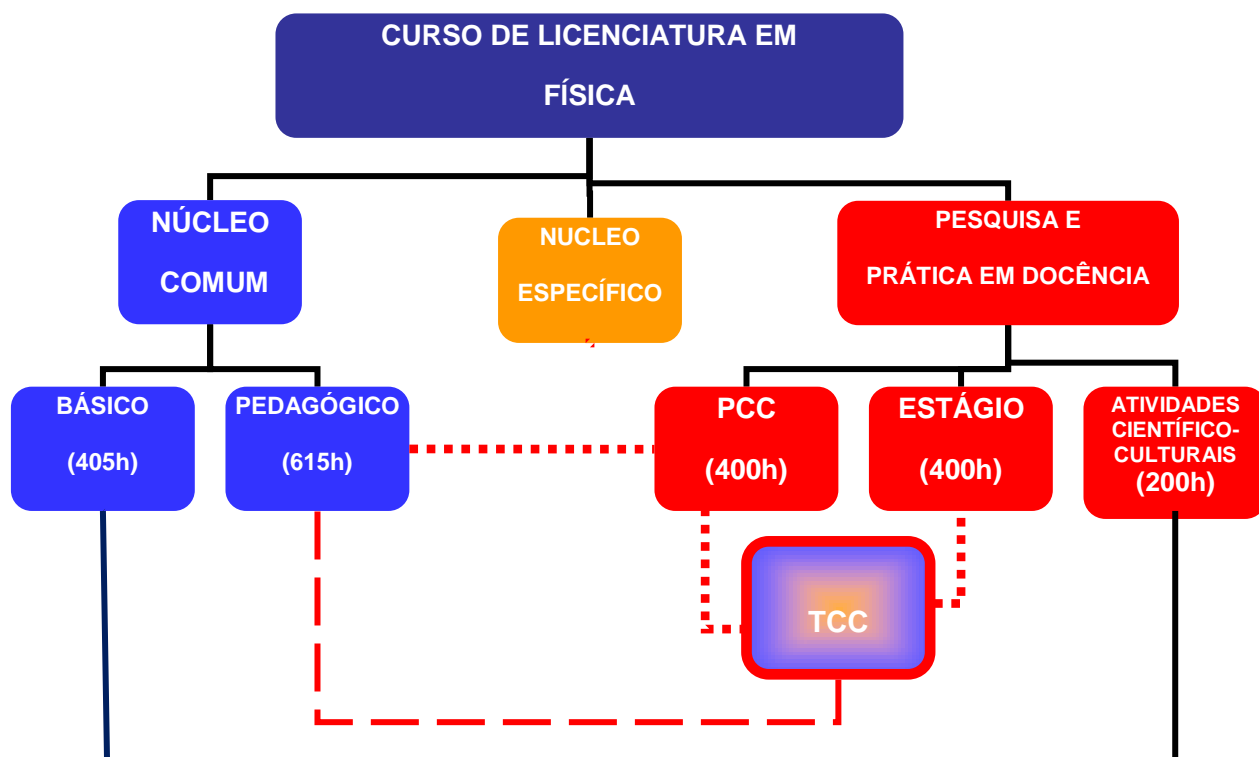 CURSO DE LICENCIATURA EM
FÍSICA
NÚCLEO
COMUM
NUCLEO
ESPECÍFICO
PESQUISA E
PRÁTICA EM DOCÊNCIA
BÁSICO
(405h)
PEDAGÓGICO
(615h)
PCC
(400h)
ESTÁGIO
(400h)
ATIVIDADES
CIENTÍFICO-
CULTURAIS
(200h)
TCC